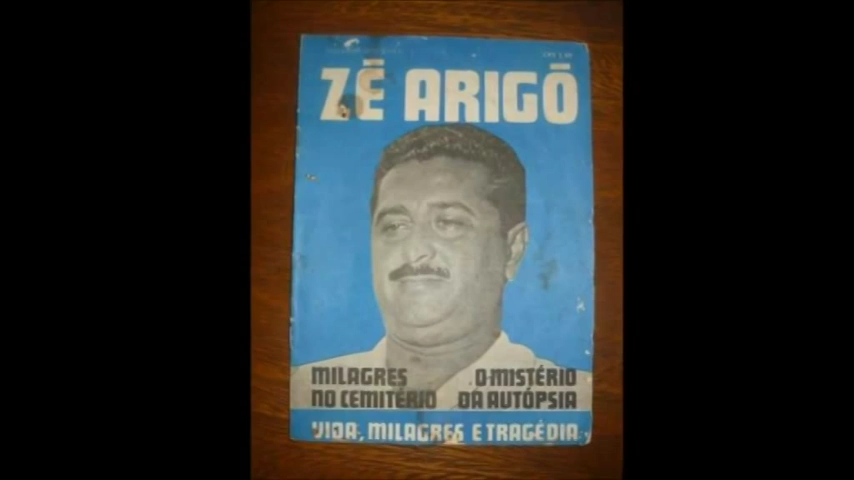 ZÉ ARIGÓ
MILAGRES
NO CEMITÉRIO
O MISTÉRIO
DA AUTÓPSIA
VIDA, MILAGRES E TRAGÉDIA